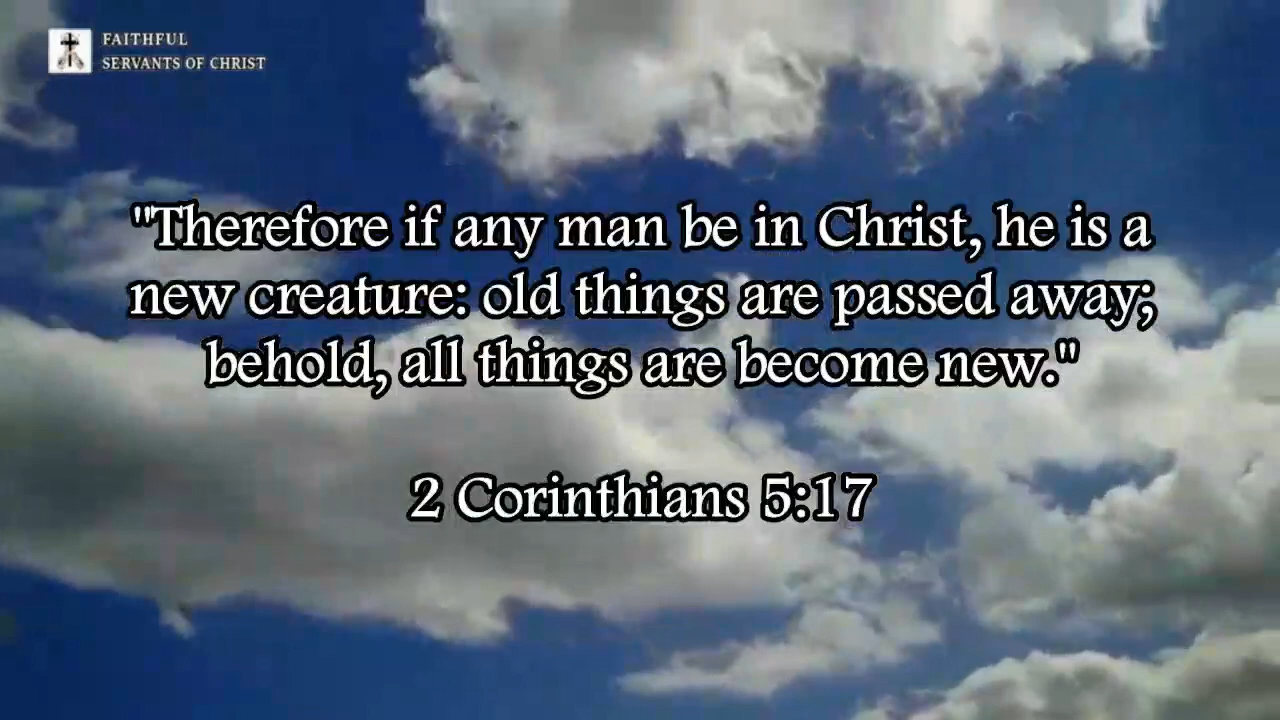 FAITHFUL
SERVANTS OF CHRIST
"Therefore if any man be in Christ, he is a
new creature: old things are passed away;
behold, all things are become new."
2 Corinthians 5:17